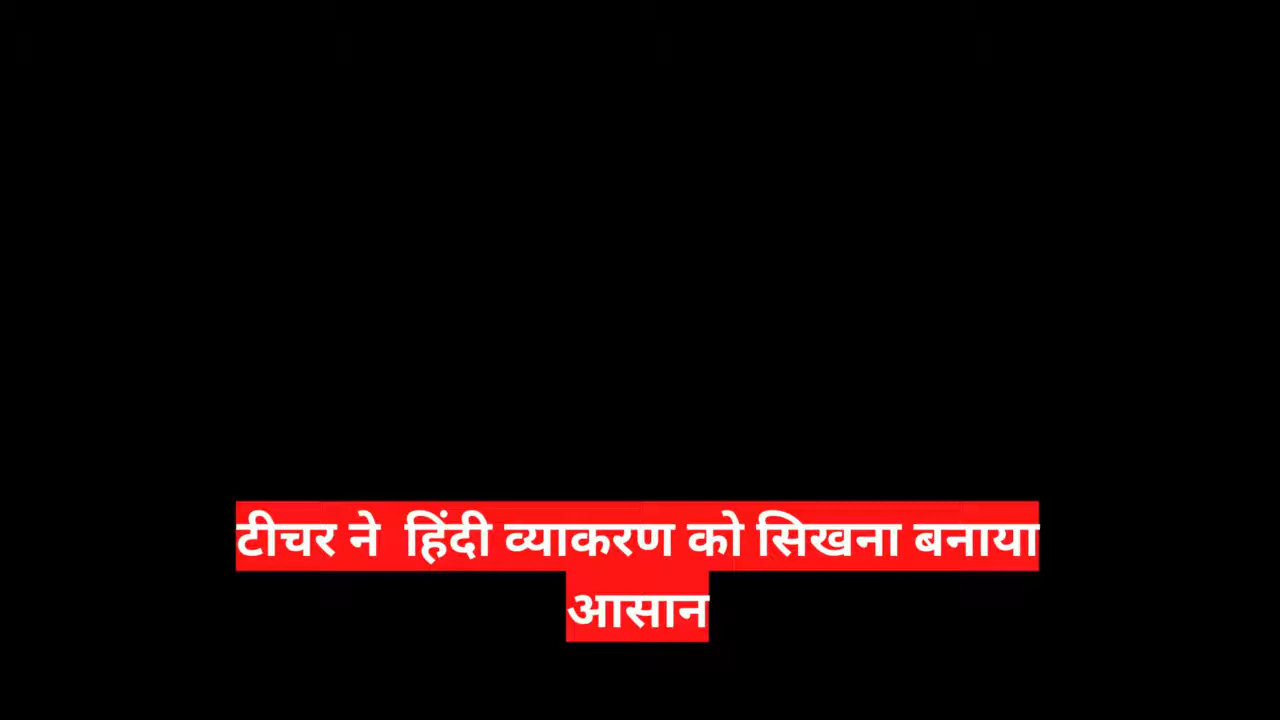 टीचर ने  हिंदी व्याकरण को सिखना बनाया
आसान